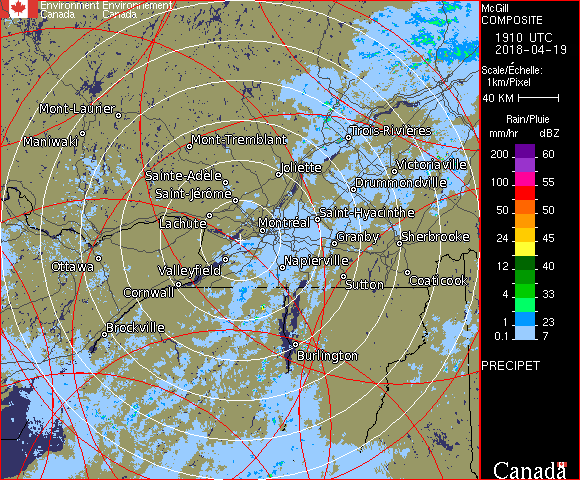 Environment Environnement
Canada Canada
McGill
COMPOSITE
1910 UTC
2018-04-19
Scale/Échelle:
1km/Pixel
40 KM
Rain/Pluie
mm/hr dBZ
200 60
100 55
50 50
24 45
12 40
4 33
1 23
0.1 7
PRECIPET
Canada
Mont-Laurier
Maniwaki
Mont-Tremblant
Trois-Rivières
Sainte-Adèle
Joliette
Victoriaville
Saint-Jérôme
Drummondville
Lachute
Montréal
Saint-Hyacinthe
Granby
Sherbrooke
Ottawa
Valleyfield
Napierville
Cornwall
Sutton
Coaticook
Brockville
Burlington